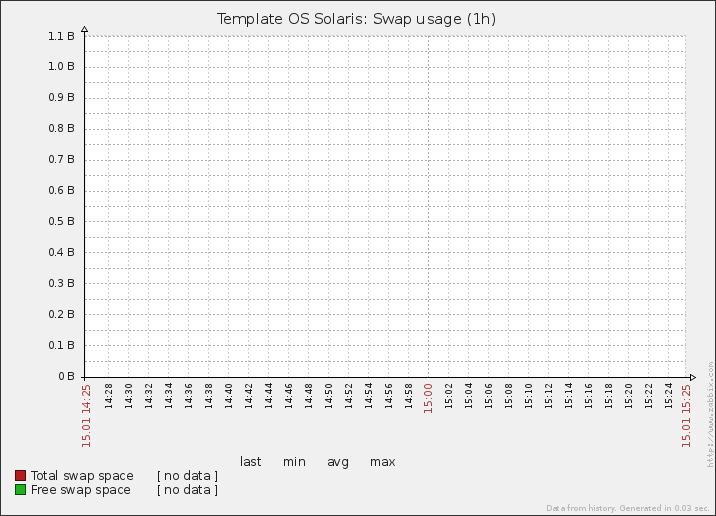 Template OS Solaris: Swap usage (1h)
1.1 B
1.0 B
0.9 B
0.8 B
0.7 B
0.6 B
0.5 B
0.4 B
0.3 B
0.2 B
0.1 B
0 B
15.01 14:25
14:28
14:30
14:32
14:34
14:36
14:38
14:40
14:42
14:44
14:46
14:48
14:50
14:52
14:54
14:56
14:58
15:00
15:02
15:04
15:06
15:08
15:10
15:12
15:14
15:16
15:18
15:20
15:22
15:24
15.01 15:25
http://www.zabbix.com
last min avg max
Total swap space [ no data ]
Free swap space [ no data ]
Data from history. Generated in 0.03 sec.